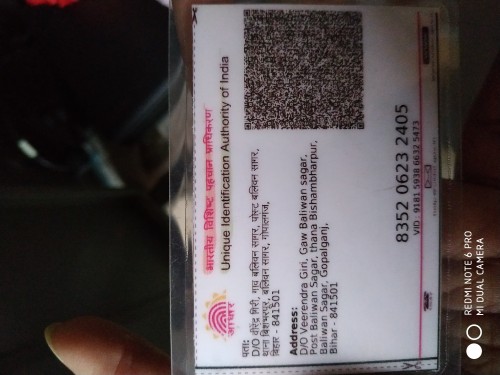 भारतीय विशिष्ट पहचान प्राधिकरण
Unique Identification Authority of India
आधार
पता:
D/O वीरेंद्र गिरी, गाव बलिवन सागर, पोस्ट बलिवन सागर,
थाना बिशंभरपुर, बलिवन सागर, गोपालगंज,
बिहार - 841501
Address:
D/O Veerendra Giri, Gaw Baliwan sagar,
Post Baliwan Sagar, thana Bishambharpur,
Baliwan Sagar, Gopalganj,
Bihar - 841501
8352 0623 2405
VID : 9181 5938 6632 5473
REDMI NOTE 6 PRO
MI DUAL CAMERA